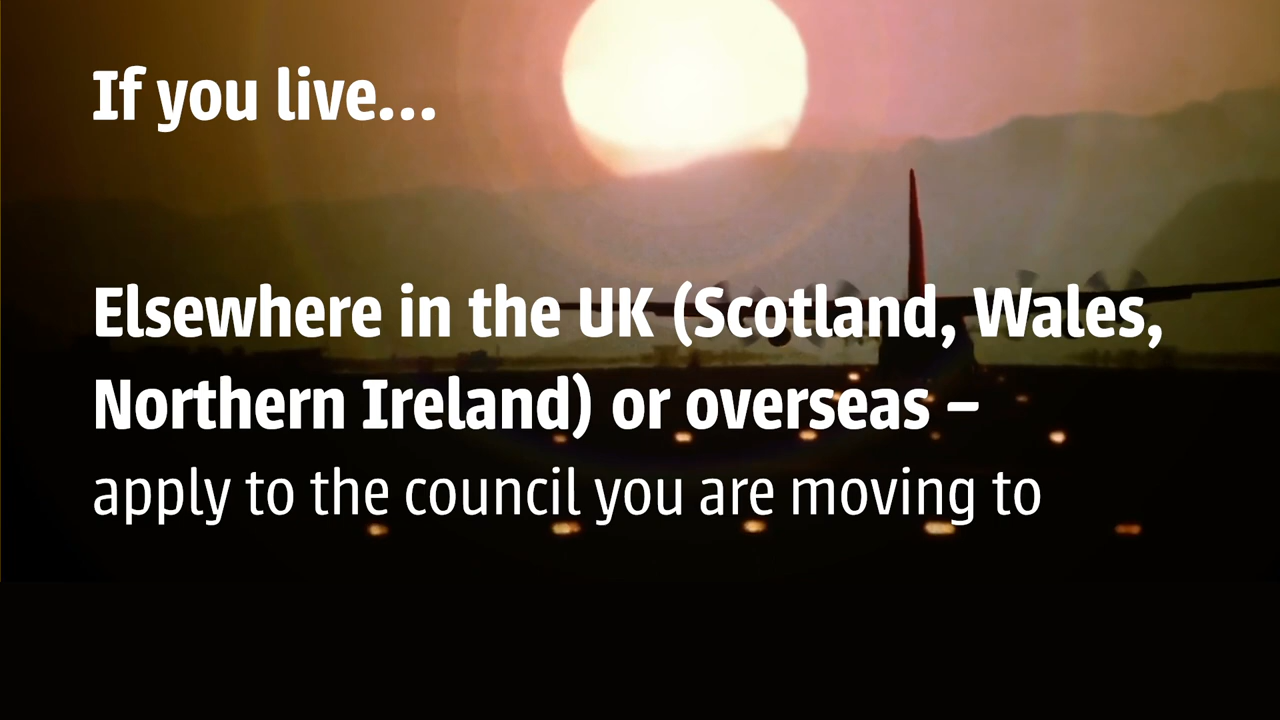 If you live...
Elsewhere in the UK (Scotland, Wales,
Northern Ireland) or overseas –
apply to the council you are moving to